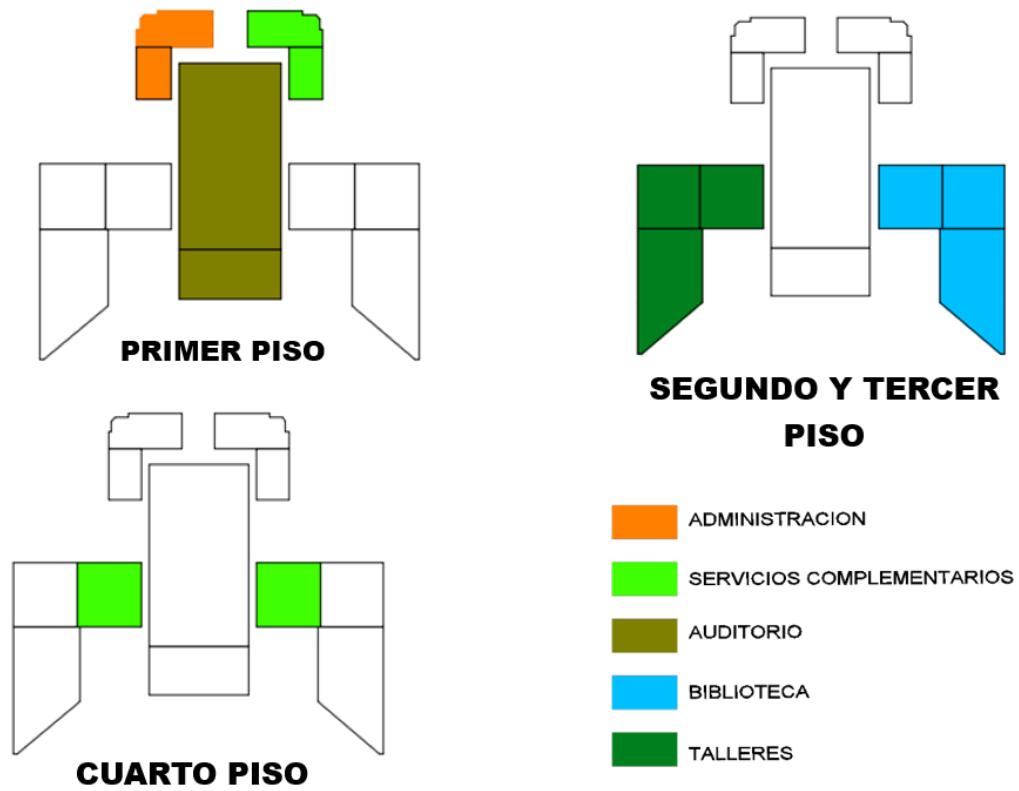 PRIMER PISO
SEGUNDO Y TERCER
PISO
CUARTO PISO
ADMINISTRACION
SERVICIOS COMPLEMENTARIOS
AUDITORIO
BIBLIOTECA
TALLERES